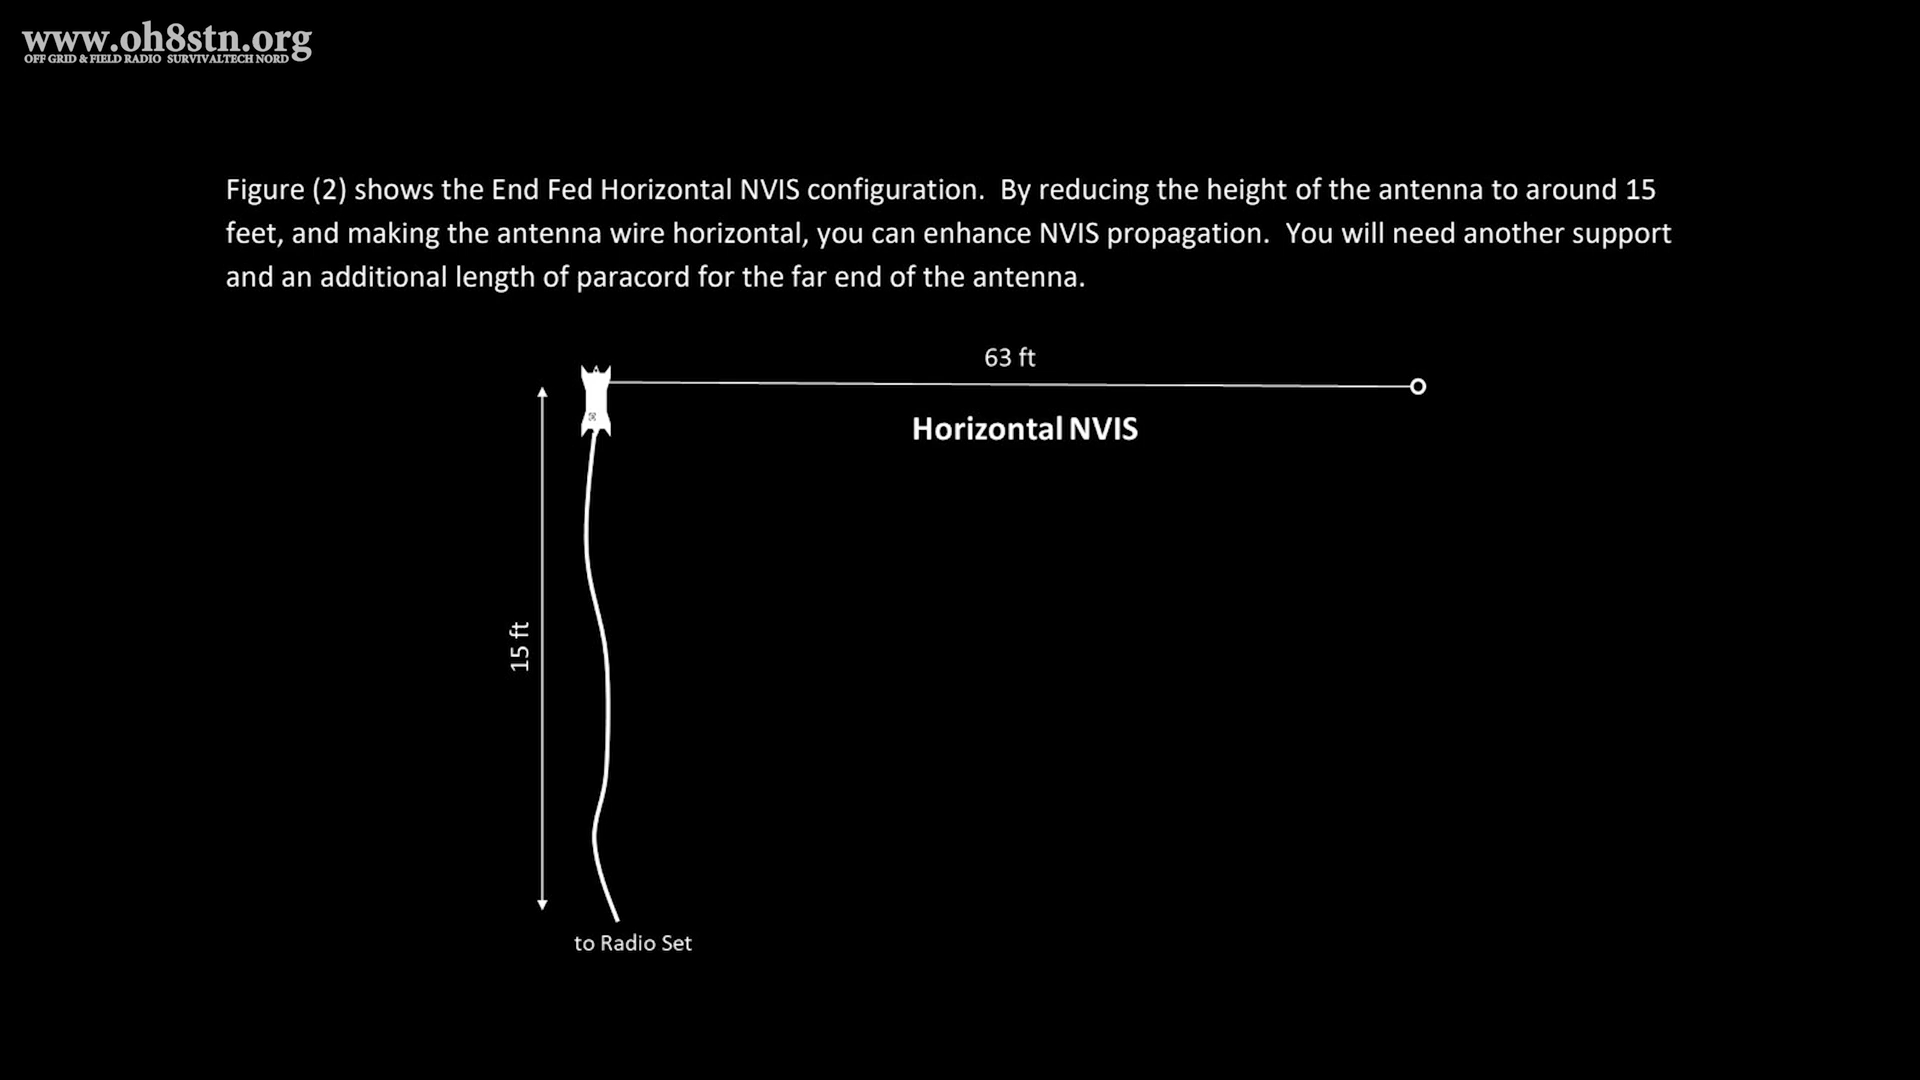 www.oh8stn.org
OFF GRID & FIELD RADIO SURVIVALTECH NORD
Figure (2) shows the End Fed Horizontal NVIS configuration. By reducing the height of the antenna to around 15
feet, and making the antenna wire horizontal, you can enhance NVIS propagation. You will need another support
and an additional length of paracord for the far end of the antenna.
63 ft
Horizontal NVIS
15 ft
to Radio Set